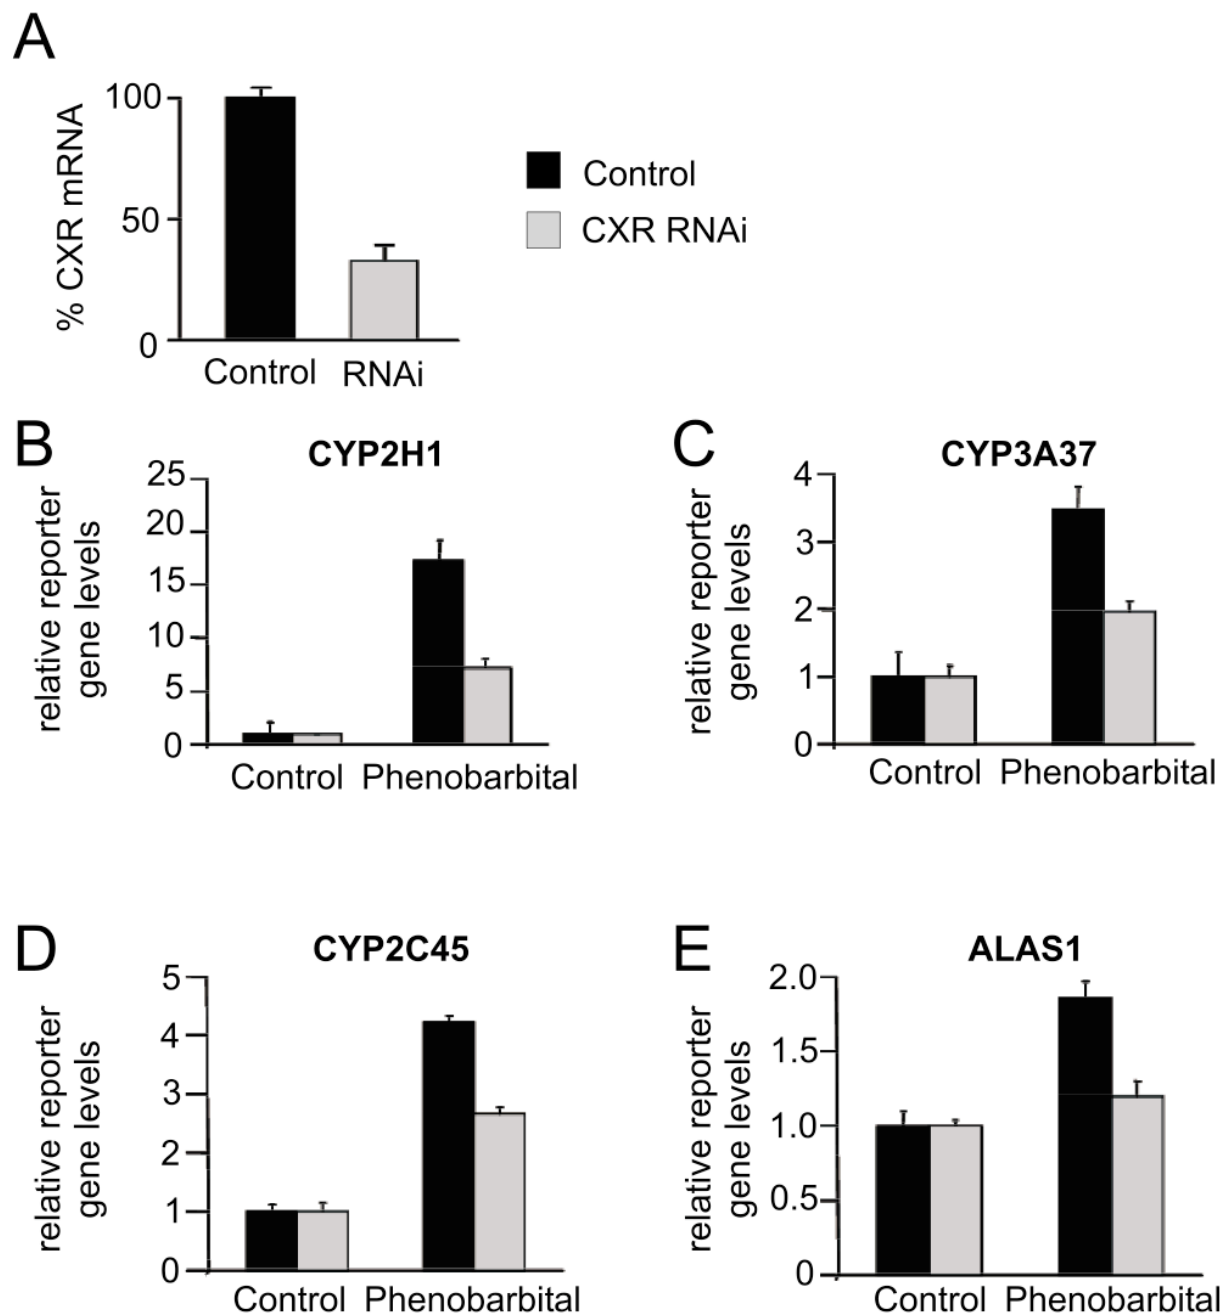 A
% CXR mRNA
100
50
0
Control
RNAi
Control
CXR RNAi
B
CYP2H1
relative reporter
gene levels
25
20
15
10
5
0
Control
Phenobarbital
C
CYP3A37
relative reporter
gene levels
4
3
2
1
0
Control
Phenobarbital
D
CYP2C45
relative reporter
gene levels
5
4
3
2
1
0
Control
Phenobarbital
E
ALAS1
relative reporter
gene levels
2.0
1.5
1.0
0.5
0
Control
Phenobarbital